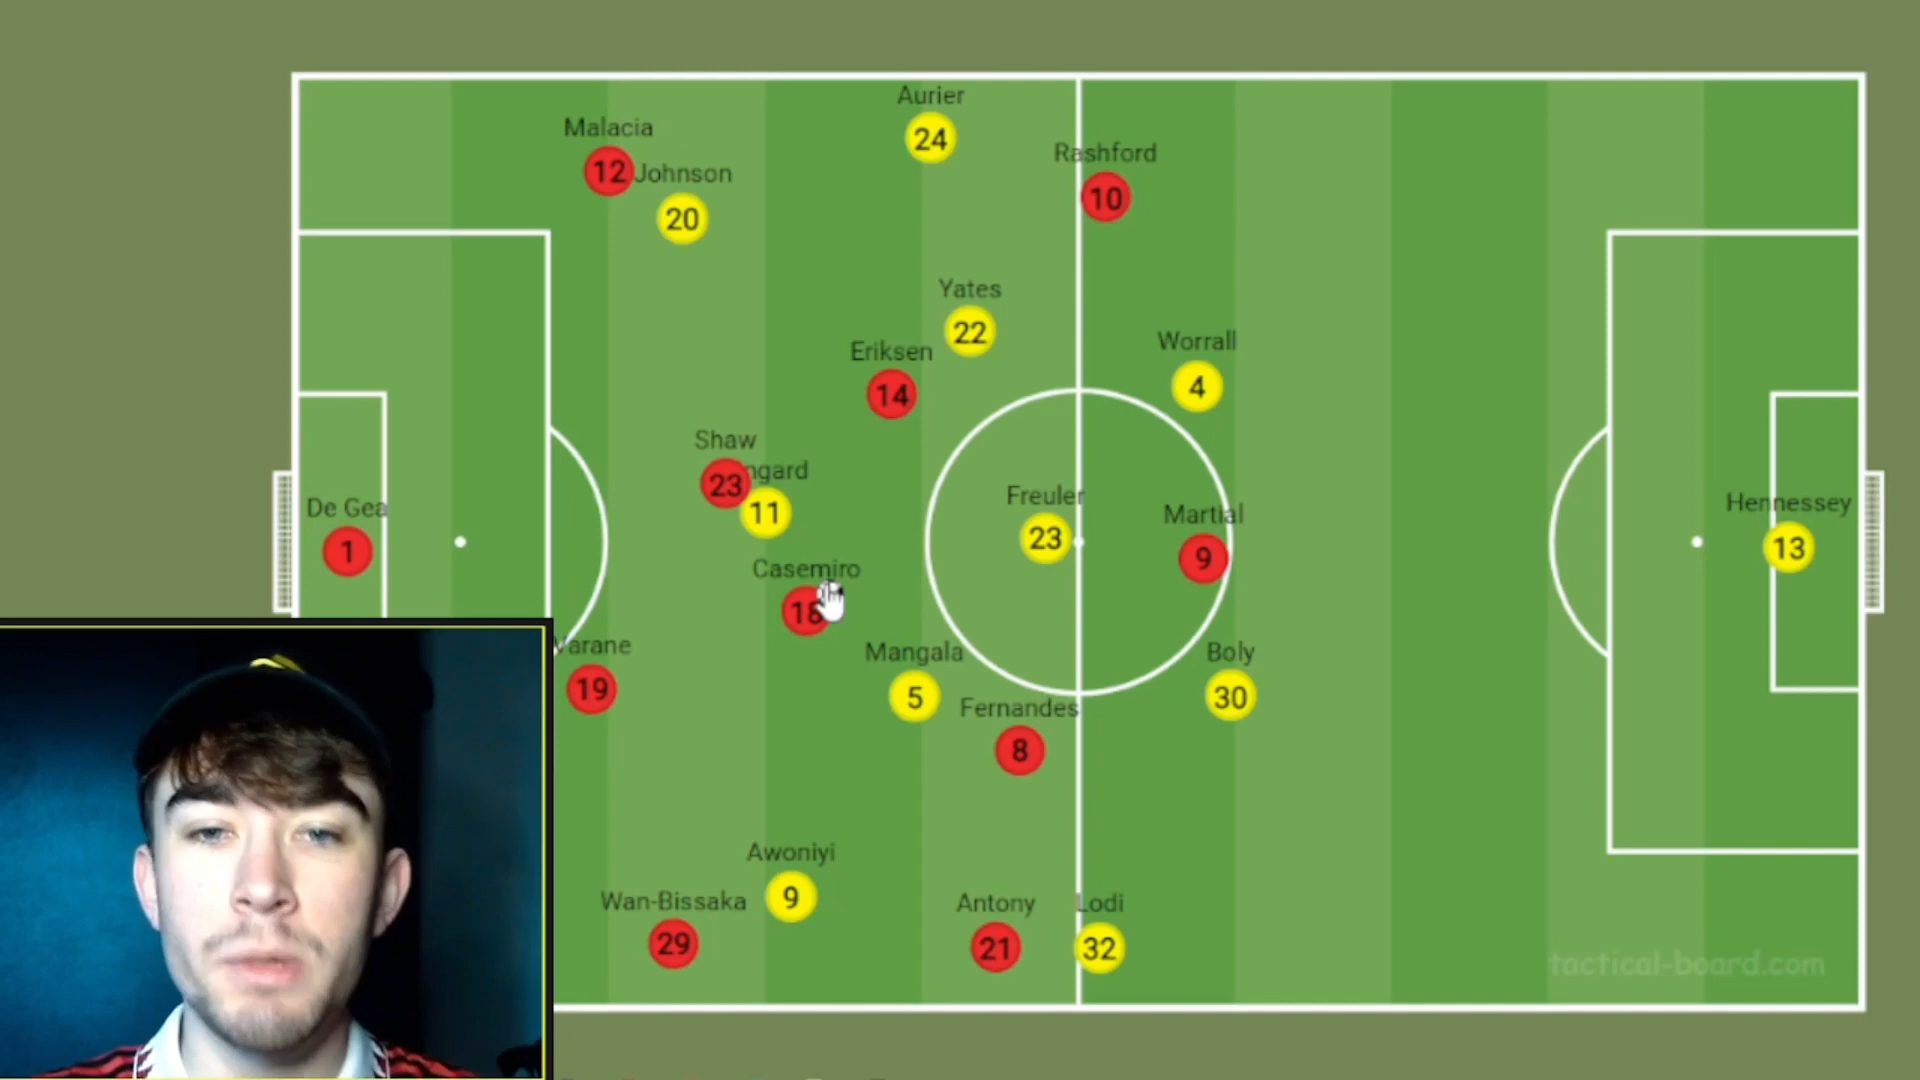 Aurier
24
Malacia
12
Johnson
20
Rashford
10
Yates
22
Eriksen
14
Worrall
4
Shaw
23
ngard
11
De Gea
1
Freuler
23
Martial
9
Hennessey
13
Casemiro
18
Varane
19
Mangala
5
Boly
30
Fernandes
8
Awoniyi
9
Wan-Bissaka
29
Antony
21
Lodi
32
tactical-board.com